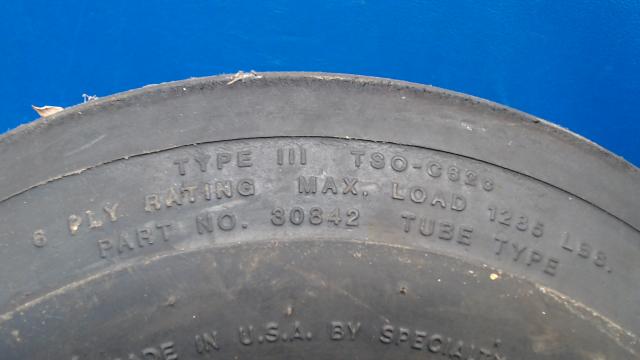 TYPE III TSO-C62c
6 PLY RATING MAX. LOAD 1285 LBS.
PART NO. 30842 TUBE TYPE
MADE IN U.S.A. BY SPECIALTY